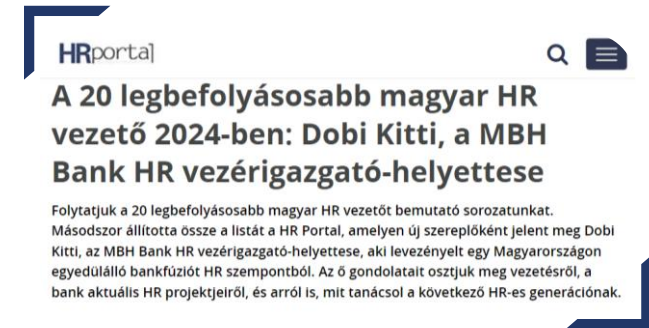 HRportal
A 20 legbefolyásosabb magyar HR
vezető 2024-ben: Dobi Kitti, a MBH
Bank HR vezérigazgató-helyettese
Folytatjuk a 20 legbefolyásosabb magyar HR vezetőt bemutató sorozatunkat.
Másodszor állította össze a listát a HR Portal, amelyen új szereplőként jelent meg Dobi
Kitti, az MBH Bank HR vezérigazgató-helyettese, aki levezényelt egy Magyarországon
egyedülálló bankfúziót HR szempontból. Az ő gondolatait osztjuk meg vezetésről, a
bank aktuális HR projektjeiről, és arról is, mit tanácsol a következő HR-es generációnak.